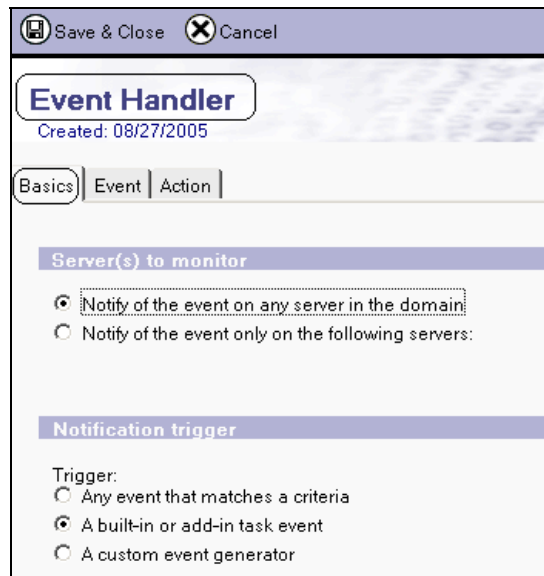 Save & Close Cancel
Event Handler
Created: 08/27/2005
Basics Event Action
Server(s) to monitor
Notify of the event on any server in the domain
Notify of the event only on the following servers:
Notification trigger
Trigger:
Any event that matches a criteria
A built-in or add-in task event
A custom event generator